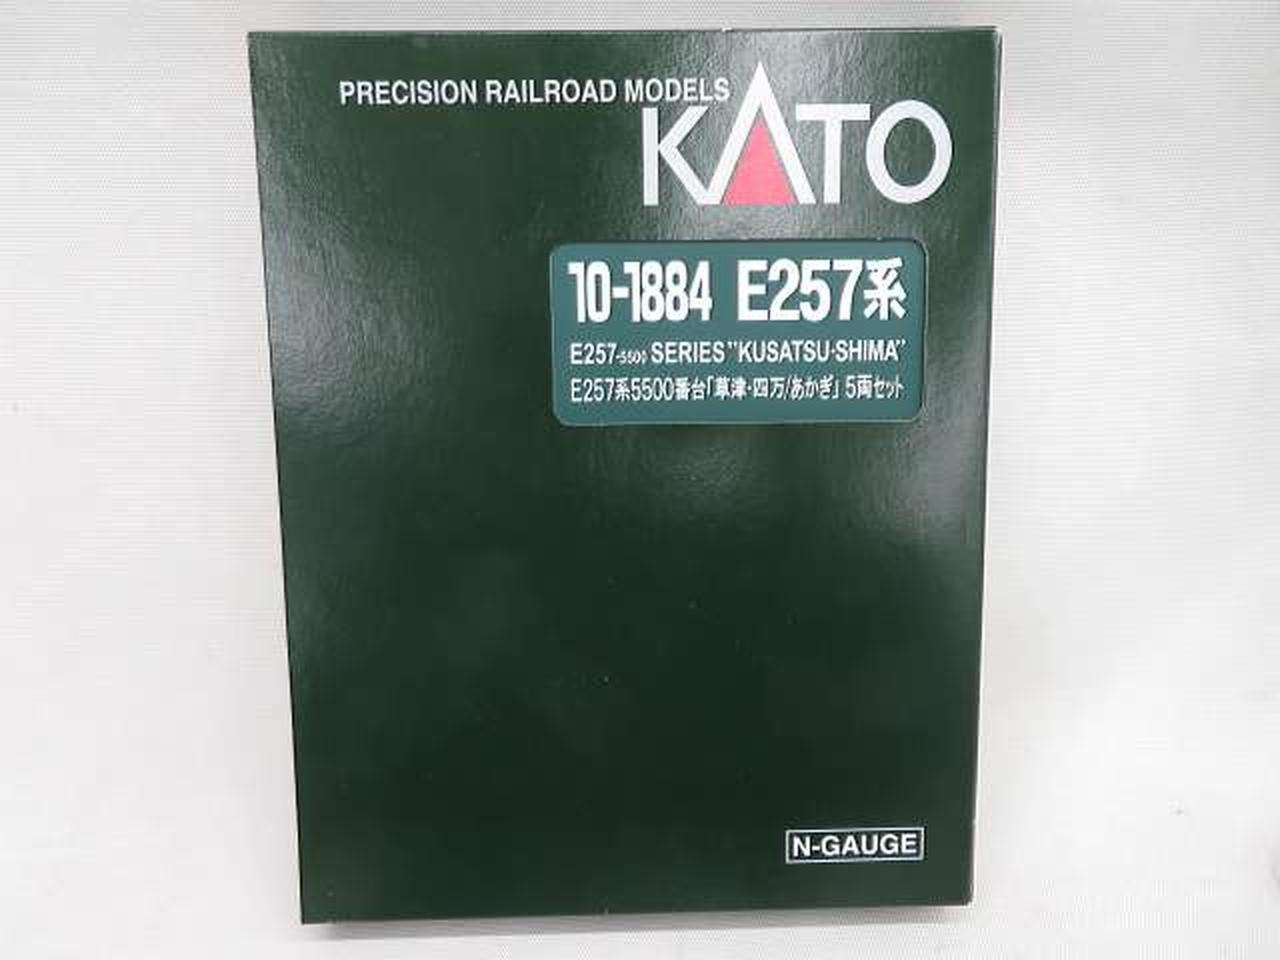 PRECISION RAILROAD MODELS
KATO
10-1884 E257系
E257-5500 SERIES "KUSATSU·SHIMA"
E257系5500番台「草津・四万/あかぎ」 5両セット
N-GAUGE